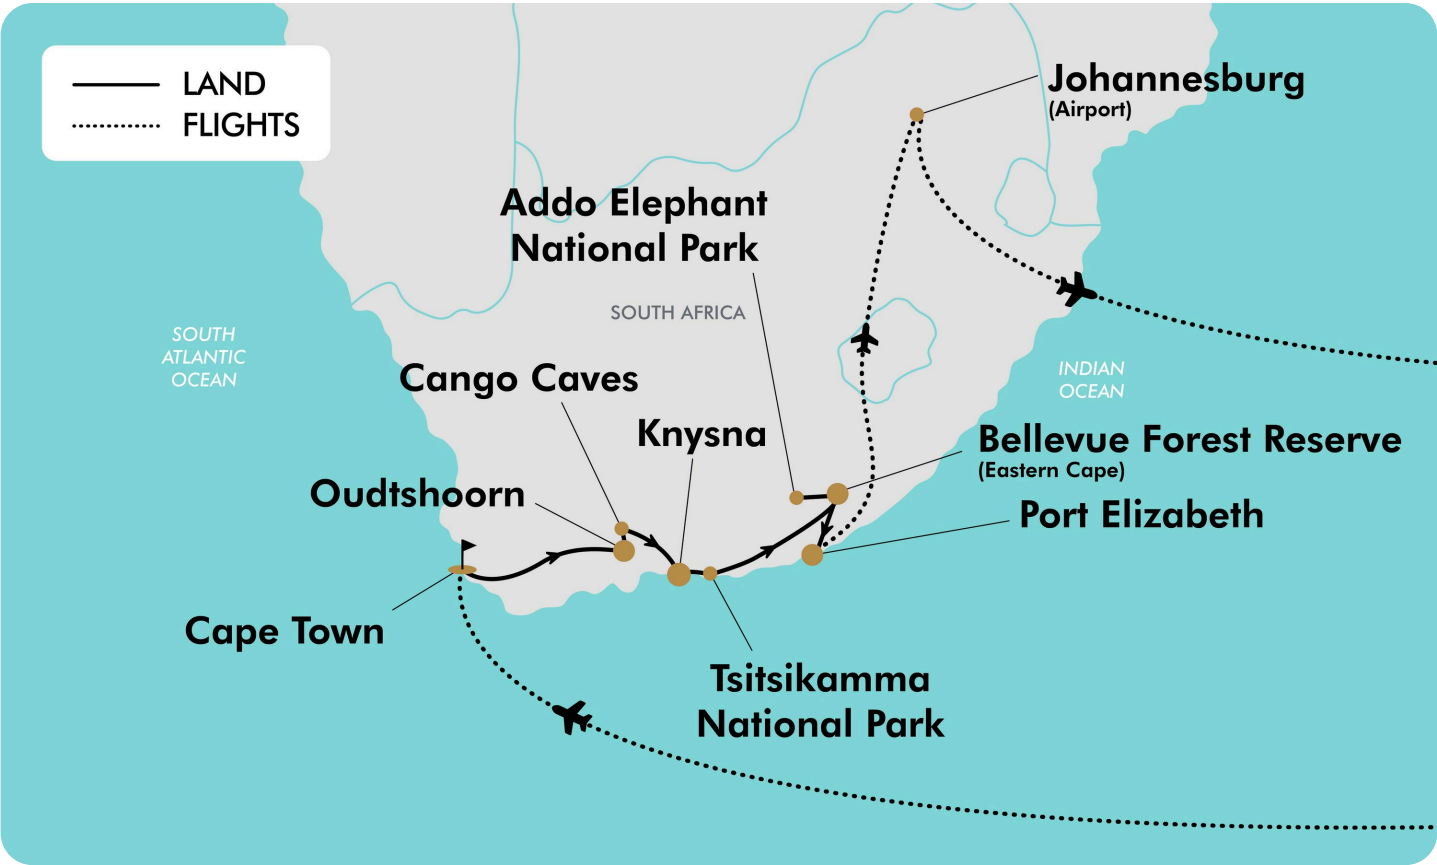 LAND
FLIGHTS
Johannesburg
(Airport)
Addo Elephant
National Park
SOUTH AFRICA
SOUTH
ATLANTIC
OCEAN
INDIAN
OCEAN
Cango Caves
Knysna
Bellevue Forest Reserve
(Eastern Cape)
Oudtshoorn
Port Elizabeth
Cape Town
Tsitsikamma
National Park